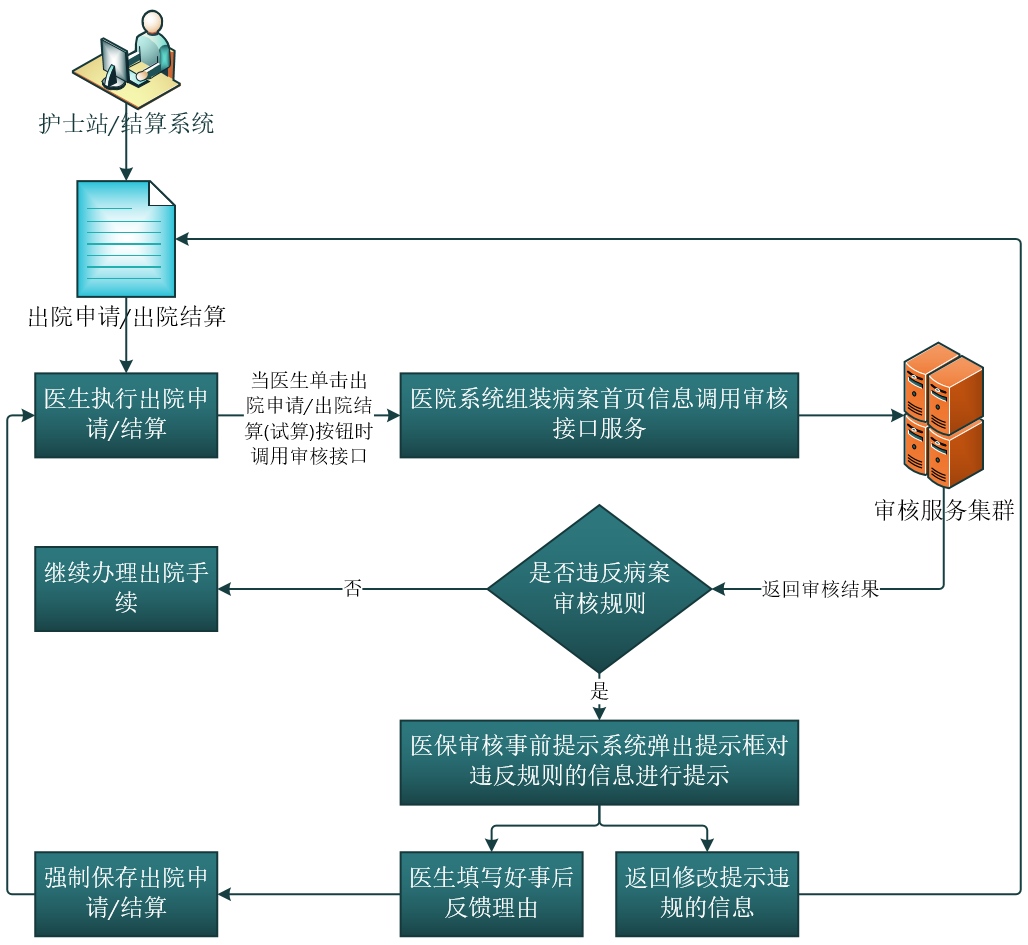 护士站/结算系统
出院申请/出院结算
医生执行出院申
请/结算
当医生单击出
院申请/出院结
算(试算)按钮时
调用审核接口
医院系统组装病案首页信息调用审核
接口服务
审核服务集群
继续办理出院手
续
否
是否违反病案
审核规则
返回审核结果
是
医保审核事前提示系统弹出提示框对
违反规则的信息进行提示
强制保存出院申
请/结算
医生填写好事后
反馈理由
返回修改提示违
规的信息